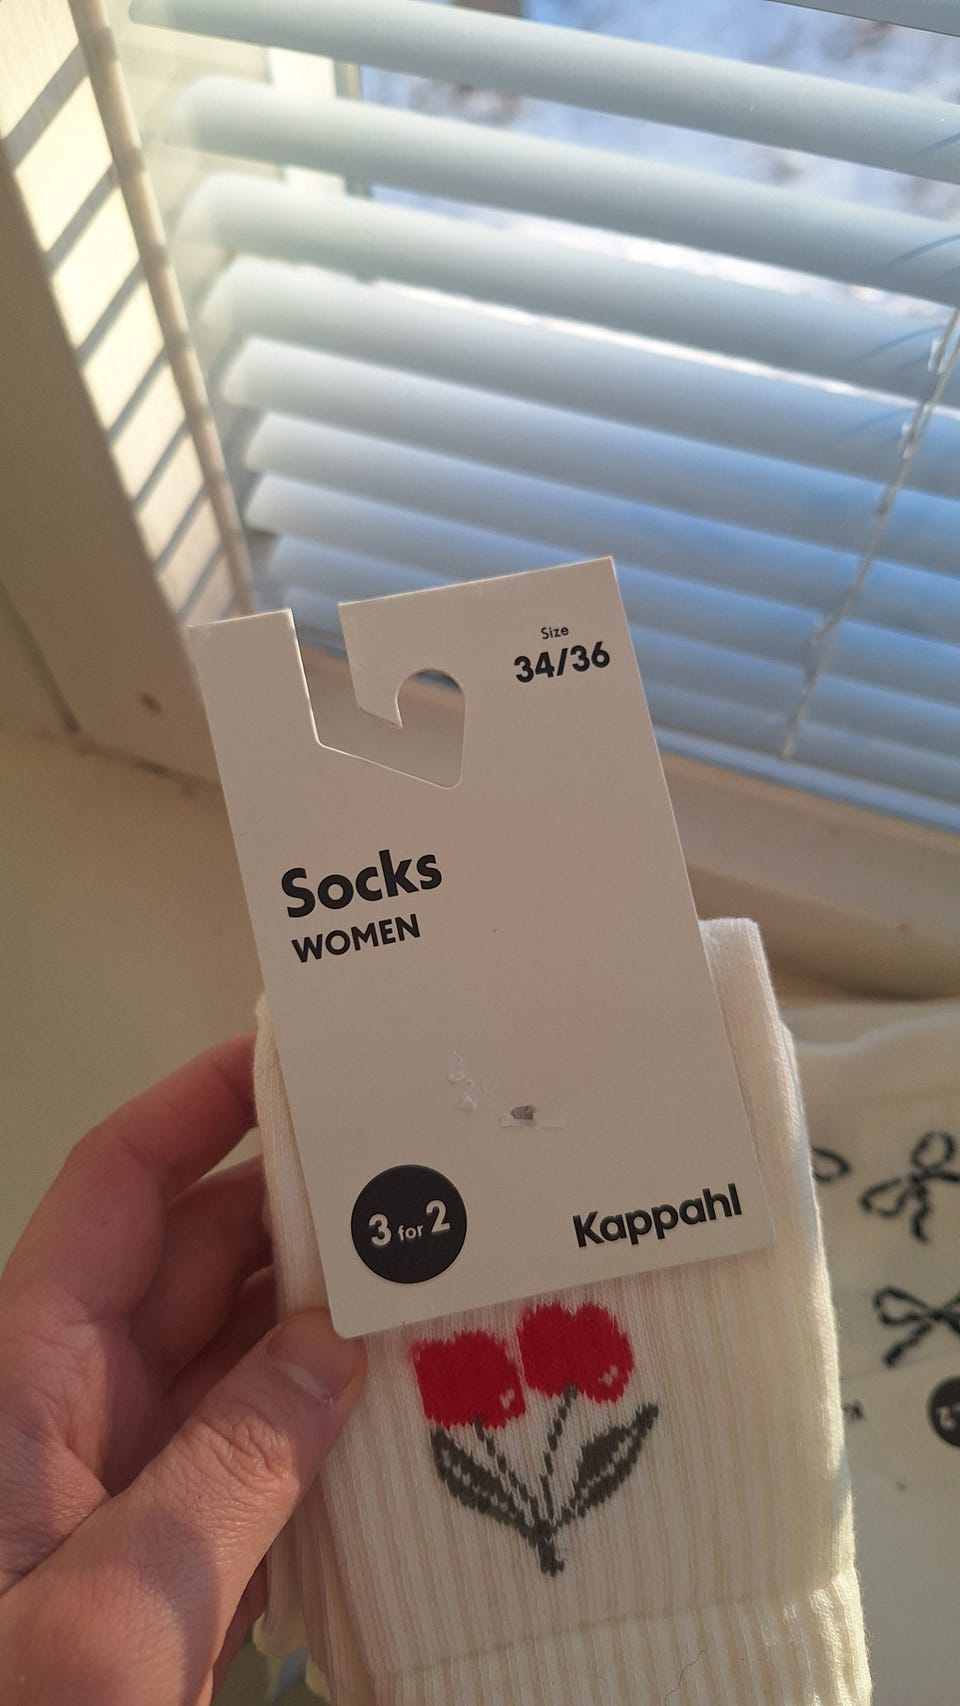 Size
34/36
Socks
WOMEN
3 for 2
Kappahl